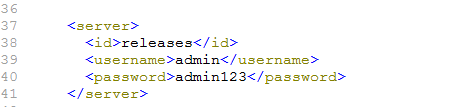 36
37 <server>
38 <id>releases</id>
39 <username>admin</username>
40 <password>admin123</password>
41 </server>